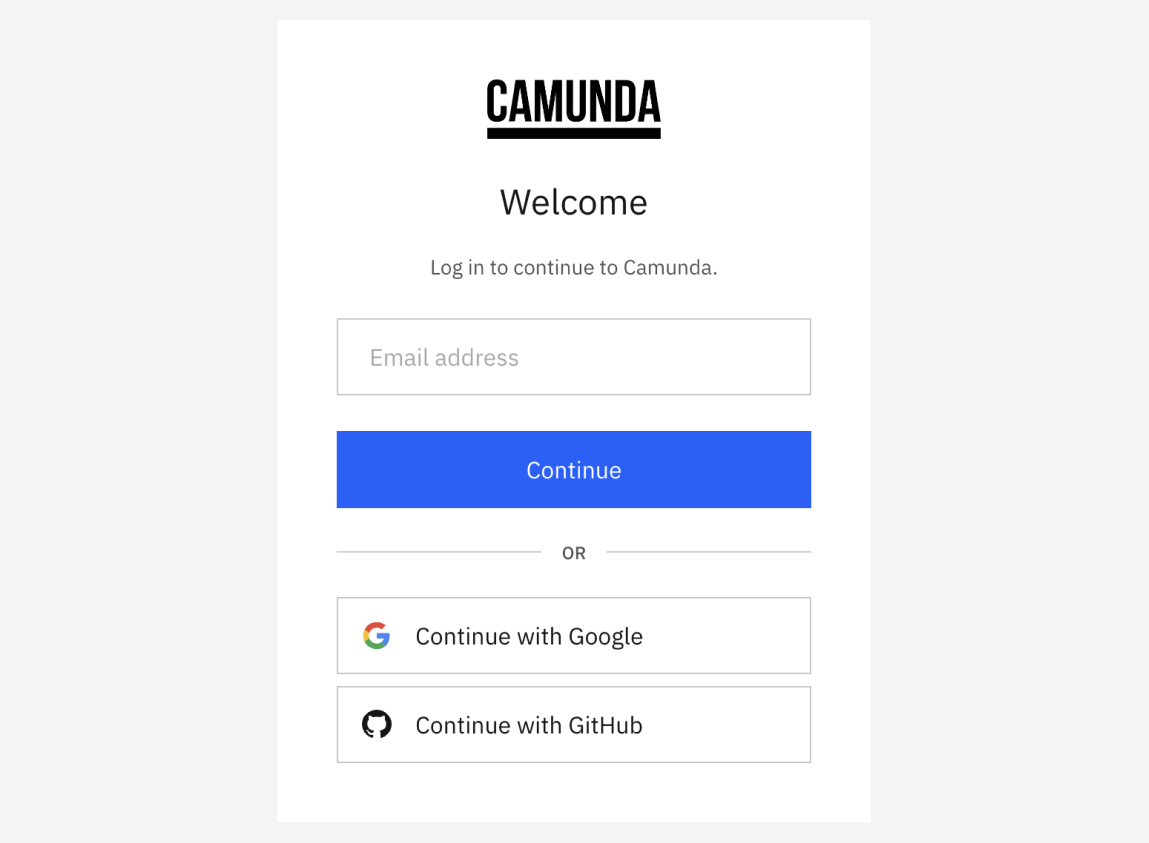 CAMUNDA
Welcome
Log in to continue to Camunda.
Email address
Continue
OR
Continue with Google
Continue with GitHub